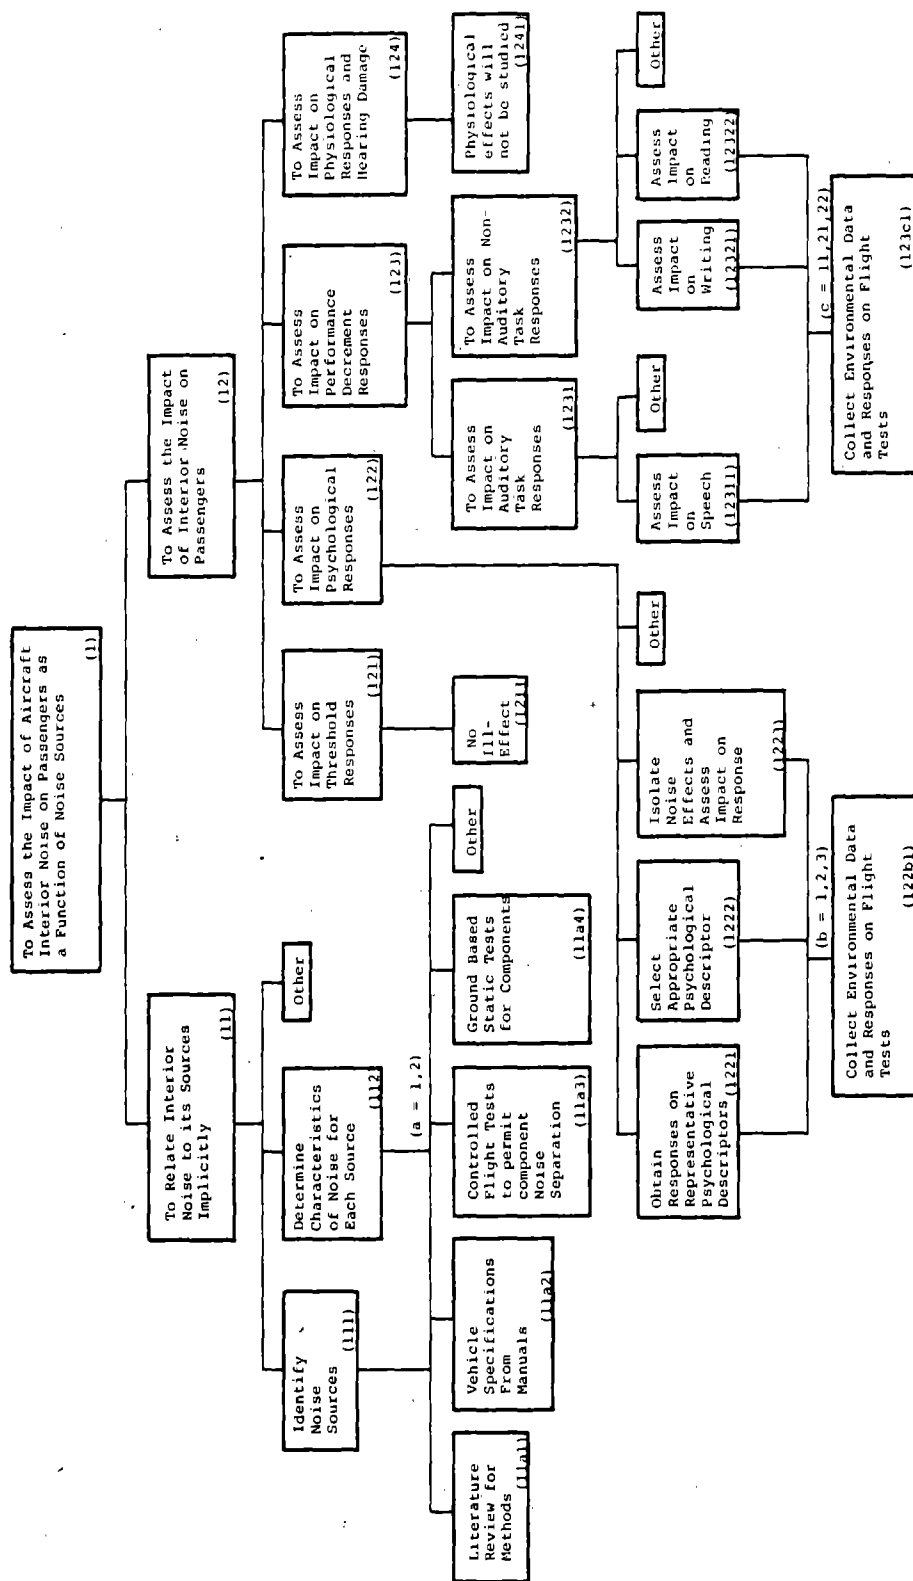 To Assess the Impact of Aircraft
Interior Noise on Passengers as
a Function of Noise Sources
(1)
To Relate Interior
Noise to its Sources
Implicitly
(11)
To Assess the Impact
of Interior Noise on
Passengers
(12)
Identify
Noise
Sources
(111)
Determine
Characteristics
of Noise for
Each Source
(112)
Other
To Assess
Impact on
Threshold
Responses
(121)
To Assess
Impact on
Psychological
Responses
(122)
To Assess
Impact on
Performance
Decrement
Responses
(123)
To Assess
Impact on
Physiological
Responses and
Hearing Damage
(124)
(a = 1,2)
Literature
Review for
Methods
(11a1)
Vehicle
Specifications
From
Manuals
(11a2)
Controlled
Flight Tests
to permit
component
Noise
Separation
(11a3)
Ground Based
Static Tests
for Components
(11a4)
Other
No
Ill-
Effect
(1211)
To Assess
Impact on
Auditory
Task
Responses
(1231)
To Assess
Impact on Non-
Auditory
Task
Responses
(1232)
Physiological
effects will
not be studied
(1241)
Obtain
Responses on
Representative
Psychological
Descriptors
(1221)
Select
Appropriate
Psychological
Descriptor
(1222)
Isolate
Noise
Effects and
Assess
Impact on
Response
(1223)
Other
Assess
Impact
on
Speech
(12311)
Other
Assess
Impact
on
Writing
(12321)
Assess
Impact
on
Reading
(12322)
Other
(b = 1,2,3)
(c = 11,21,22)
Collect Environmental Data
and Responses on Flight
Tests
(122b1)
Collect Environmental Data
and Responses on Flight
Tests
(123c1)